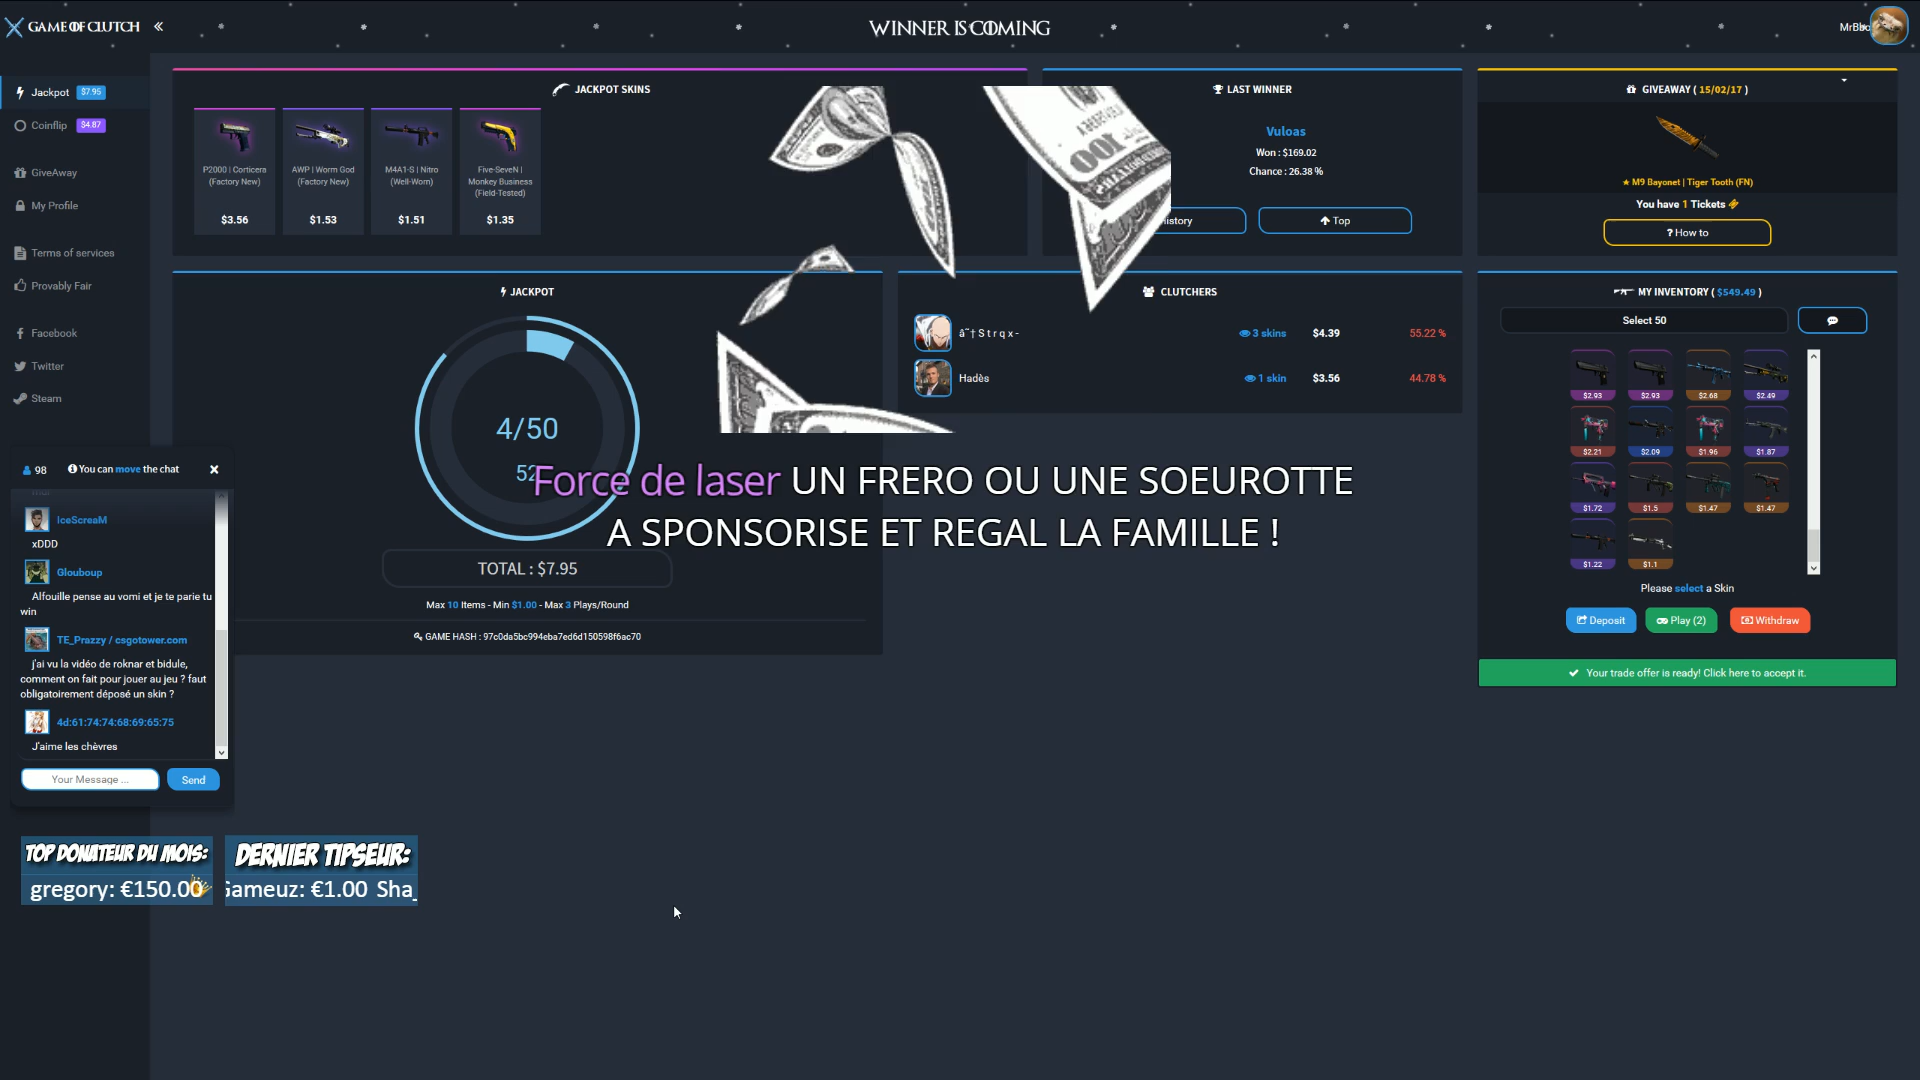 GAME OF CLUTCH
WINNER IS COMING
Jackpot $7.95
Coinflip $4.87
GiveAway
My Profile
Terms of services
Provably Fair
Facebook
Twitter
Steam
JACKPOT SKINS
P2000 | Corticera
(Factory New)
$3.56
AWP | Worm God
(Factory New)
$1.53
M4A1-S | Nitro
(Well-Worn)
$1.51
Five-SeveN |
Monkey Business
(Field-Tested)
$1.35
LAST WINNER
Vuloas
Won : $169.02
Chance : 26.38 %
Top
GIVEAWAY ( 15/02/17 )
★ M9 Bayonet | Tiger Tooth (FN)
You have 1 Tickets
? How to
JACKPOT
4/50
Force de laser UN FRERO OU UNE SOEUROTTE
A SPONSORISE ET REGAL LA FAMILLE !
TOTAL : $7.95
Max 10 Items - Min $1.00 - Max 3 Plays/Round
GAME HASH : 97c0da5bc994eba7ed6d150598f6ac70
CLUTCHERS
â˜† S t r q x - 3 skins $4.39 55.22 %
Hadès 1 skin $3.56 44.78 %
MY INVENTORY ( $549.49 )
Select 50
$2.93 $2.93 $2.68 $2.49
$2.21 $2.09 $1.96 $1.87
$1.72 $1.5 $1.47 $1.47
$1.22 $1.1
Please select a Skin
Deposit Play (2) Withdraw
Your trade offer is ready! Click here to accept it.
98 You can move the chat
IceScreaM
xDDD
Glouboup
Alfouille pense au vomi et je te parie tu
win
TE_Prazzy / csgotower.com
j'ai vu la vidéo de roknar et bidule,
comment on fait pour jouer au jeu ? faut
obligatoirement déposé un skin ?
4d:61:74:74:68:69:65:75
J'aime les chèvres
Your Message ... Send
TOP DONATEUR DU MOIS:
gregory: €150.00
DERNIER TIPSEUR:
Gameuz: €1.00 Sha_